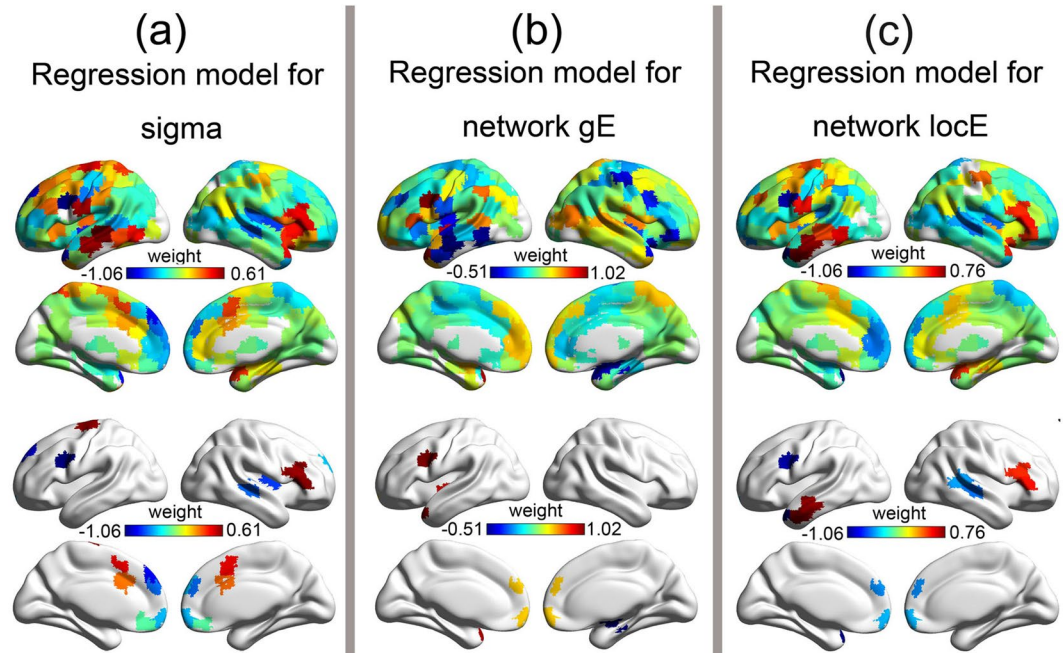 (a)
Regression model for
sigma
weight
-1.06 0.61
weight
-1.06 0.61
(b)
Regression model for
network gE
weight
-0.51 1.02
weight
-0.51 1.02
(c)
Regression model for
network locE
weight
-1.06 0.76
weight
-1.06 0.76